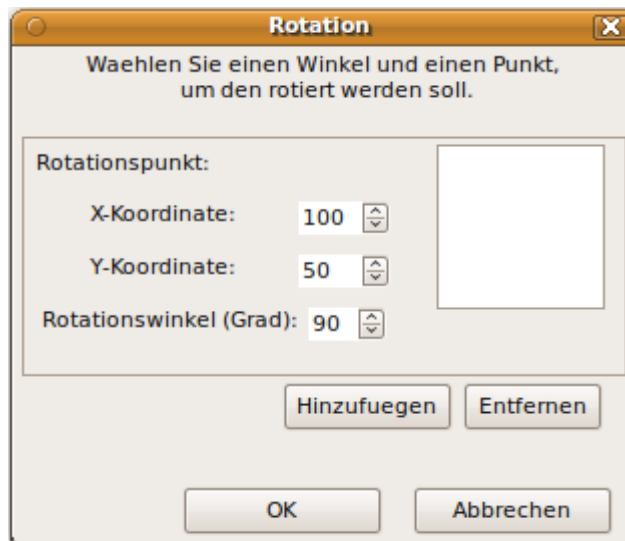 Rotation
Waehlen Sie einen Winkel und einen Punkt,
um den rotiert werden soll.
Rotationspunkt:
X-Koordinate: 100
Y-Koordinate: 50
Rotationswinkel (Grad): 90
Hinzufuegen Entfernen
OK Abbrechen